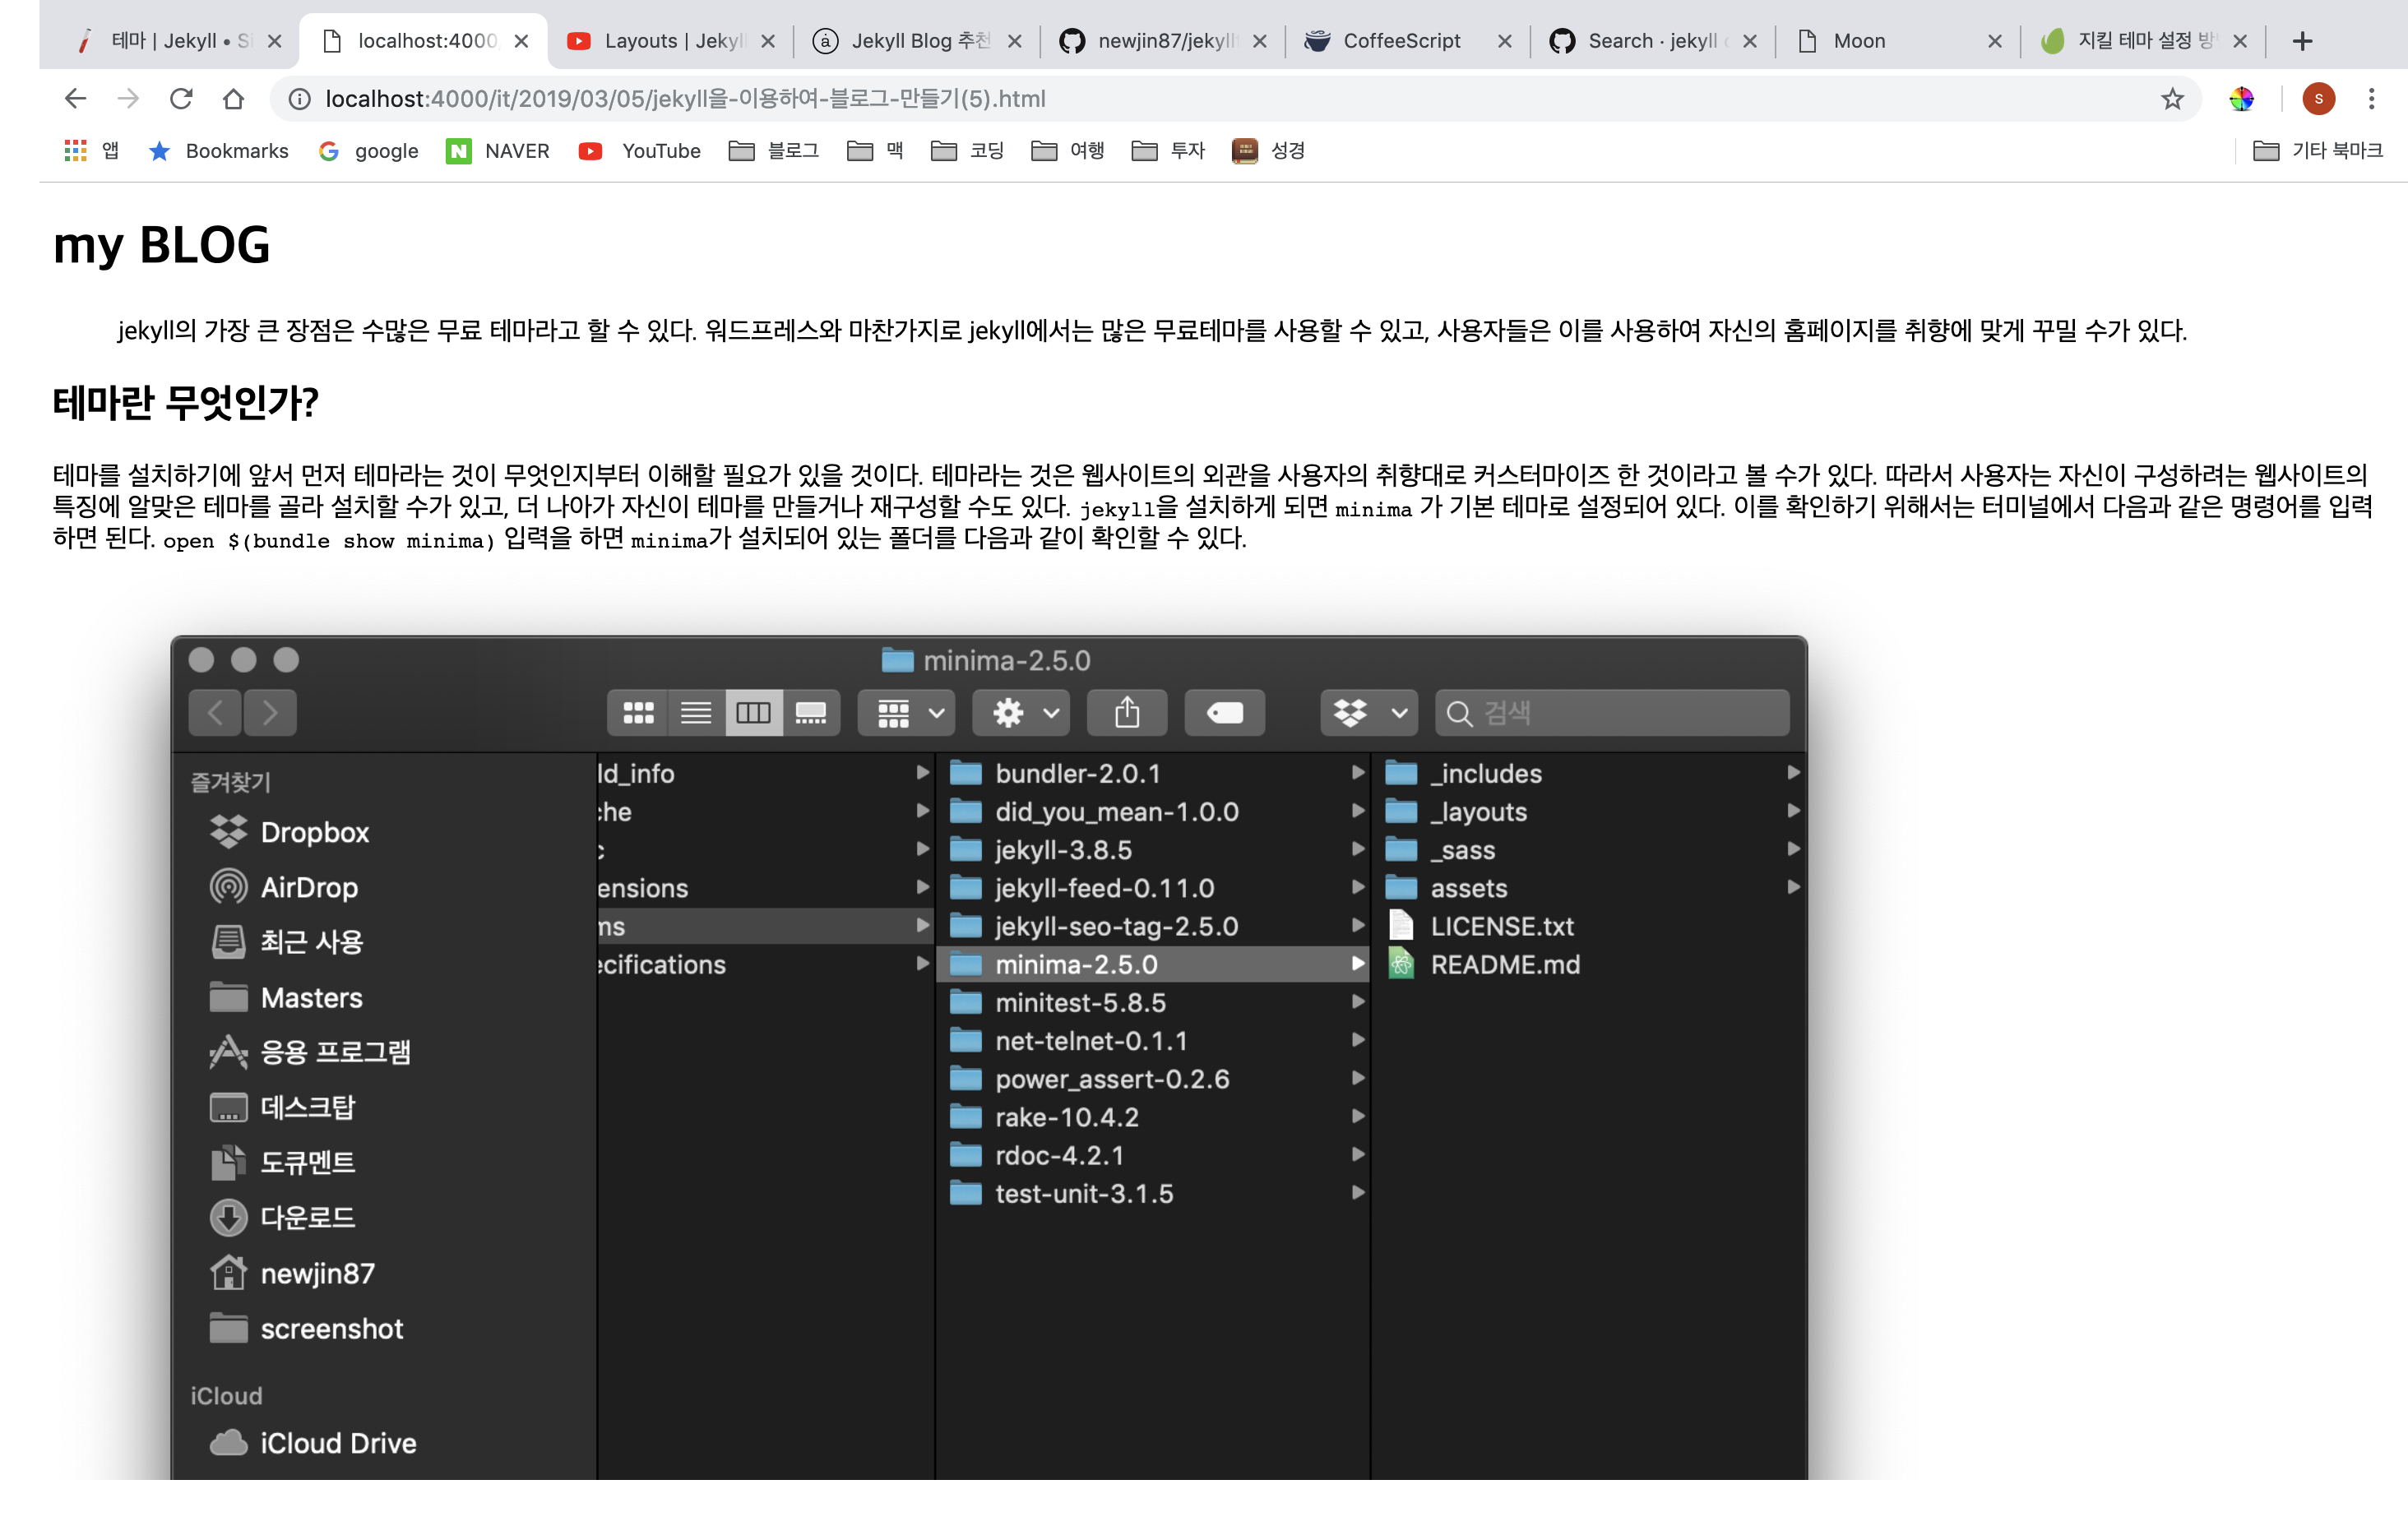 테마 | Jekyll • Si
localhost:4000
Layouts | Jekyl
Jekyll Blog 추천
newjin87/jekyll
CoffeeScript
Search · jekyll
Moon
지킬 테마 설정 방
localhost:4000/it/2019/03/05/jekyll을-이용하여-블로그-만들기(5).html
S
앱 Bookmarks google NAVER YouTube 블로그 맥 코딩 여행 투자 성경 기타 북마크
my BLOG
jekyll의 가장 큰 장점은 수많은 무료 테마라고 할 수 있다. 워드프레스와 마찬가지로 jekyll에서는 많은 무료테마를 사용할 수 있고, 사용자들은 이를 사용하여 자신의 홈페이지를 취향에 맞게 꾸밀 수가 있다.
테마란 무엇인가?
테마를 설치하기에 앞서 먼저 테마라는 것이 무엇인지부터 이해할 필요가 있을 것이다. 테마라는 것은 웹사이트의 외관을 사용자의 취향대로 커스터마이즈 한 것이라고 볼 수가 있다. 따라서 사용자는 자신이 구성하려는 웹사이트의
특징에 알맞은 테마를 골라 설치할 수가 있고, 더 나아가 자신이 테마를 만들거나 재구성할 수도 있다. jekyll을 설치하게 되면 minima 가 기본 테마로 설정되어 있다. 이를 확인하기 위해서는 터미널에서 다음과 같은 명령어를 입력
하면 된다. open $(bundle show minima) 입력을 하면 minima가 설치되어 있는 폴더를 다음과 같이 확인할 수 있다.
minima-2.5.0
검색
즐겨찾기
Dropbox
AirDrop
최근 사용
Masters
응용 프로그램
데스크탑
도큐멘트
다운로드
newjin87
screenshot
iCloud
iCloud Drive
ld_info
che
c
ensions
ms
ecifications
bundler-2.0.1
did_you_mean-1.0.0
jekyll-3.8.5
jekyll-feed-0.11.0
jekyll-seo-tag-2.5.0
minima-2.5.0
minitest-5.8.5
net-telnet-0.1.1
power_assert-0.2.6
rake-10.4.2
rdoc-4.2.1
test-unit-3.1.5
_includes
_layouts
_sass
assets
LICENSE.txt
README.md